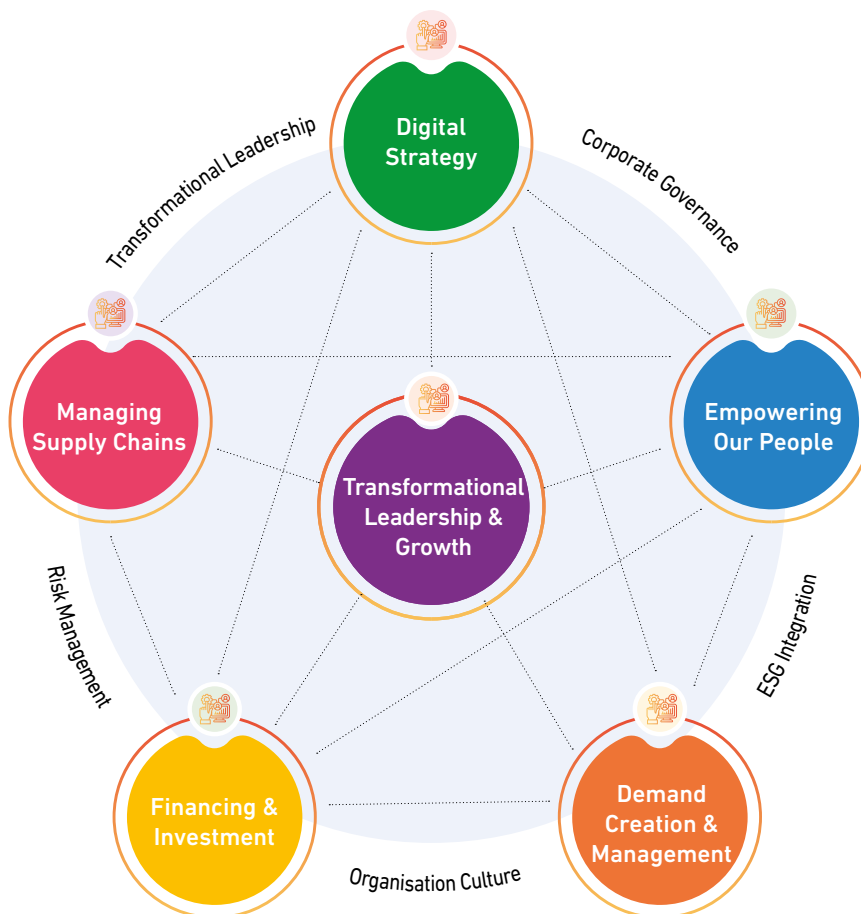 Digital
Strategy
Transformational Leadership
Corporate Governance
Managing
Supply Chains
Empowering
Our People
Transformational
Leadership &
Growth
Risk Management
ESG Integration
Financing &
Investment
Demand
Creation &
Management
Organisation Culture